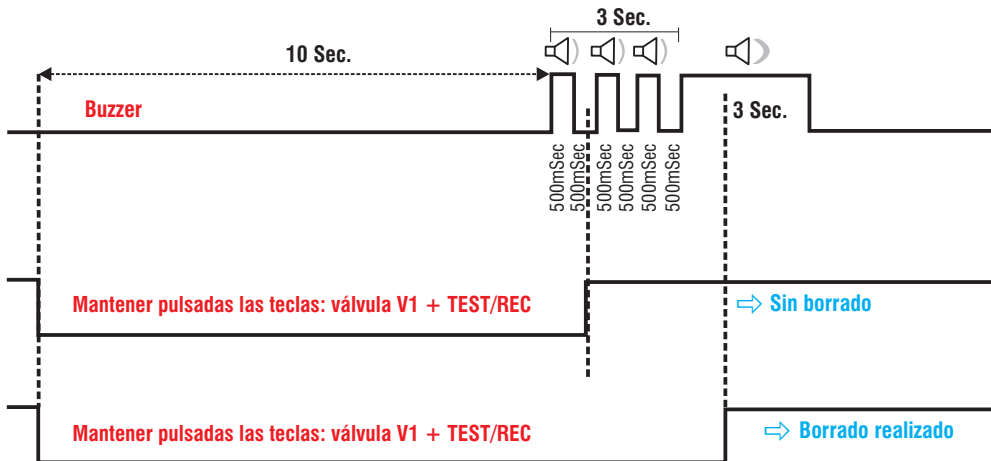 3 Sec.
10 Sec.
Buzzer
3 Sec.
500mSec
500mSec
500mSec
500mSec
500mSec
500mSec
Mantener pulsadas las teclas: válvula V1 + TEST/REC
Sin borrado
Mantener pulsadas las teclas: válvula V1 + TEST/REC
Borrado realizado